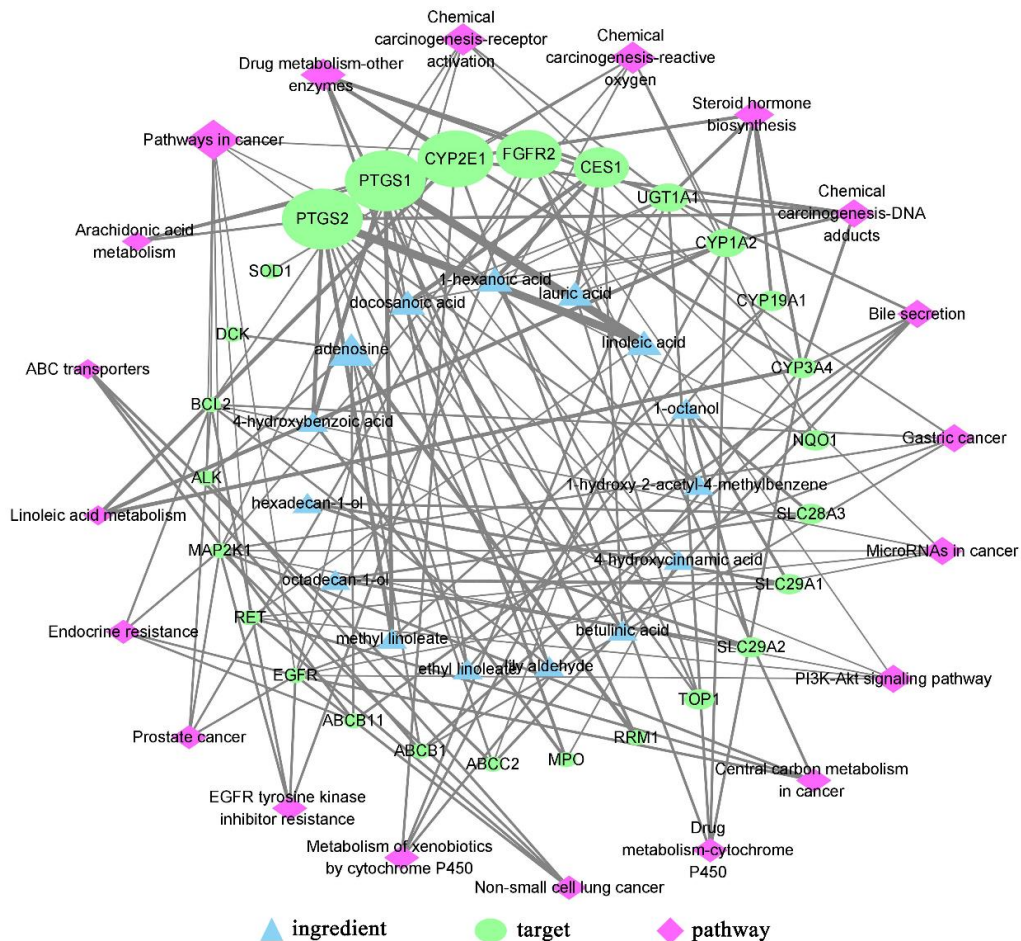 Chemical
carcinogenesis-receptor
activation
Chemical
carcinogenesis-reactive
oxygen
Drug metabolism-other
enzymes
Steroid hormone
biosynthesis
Pathways in cancer
CYP2E1
FGFR2
CES1
PTGS1
UGT1A1
Chemical
carcinogenesis-DNA
adducts
PTGS2
CYP1A2
Arachidonic acid
metabolism
SOD1
1-hexanoic acid
docosanoic acid
lauric acid
CYP19A1
Bile secretion
DCK
adenosine
linoleic acid
ABC transporters
CYP3A4
BCL2
4-hydroxybenzoic acid
1-octanol
NQO1
Gastric cancer
ALK
1-hydroxy-2-acetyl-4-methylbenzene
Linoleic acid metabolism
hexadecan-1-ol
SLC28A3
MAP2K1
MicroRNAs in cancer
4-hydroxycinnamic acid
octadecan-1-ol
SLC29A1
RET
Endocrine resistance
methyl linoleate
betulinic acid
SLC29A2
EGFR
ethyl linoleate
lily aldehyde
PI3K-Akt signaling pathway
TOP1
ABCB11
Prostate cancer
RRM1
ABCB1
ABCC2
MPO
Central carbon metabolism
in cancer
EGFR tyrosine kinase
inhibitor resistance
Drug
metabolism-cytochrome
P450
Metabolism of xenobiotics
by cytochrome P450
Non-small cell lung cancer
ingredient
target
pathway